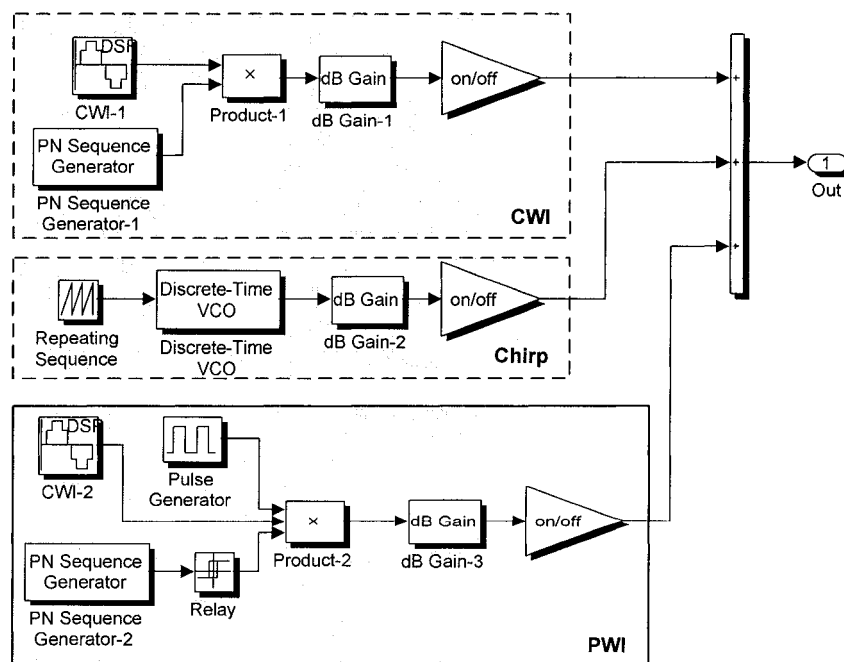 DSP
CWI-1
×
Product-1
dB Gain
dB Gain-1
on/off
PN Sequence
Generator
PN Sequence
Generator-1
CWI
+
+
+
1
Out
Repeating
Sequence
Discrete-Time
VCO
Discrete-Time
VCO
dB Gain
dB Gain-2
on/off
Chirp
DSP
CWI-2
Pulse
Generator
×
Product-2
dB Gain
dB Gain-3
on/off
PN Sequence
Generator
PN Sequence
Generator-2
Relay
PWI